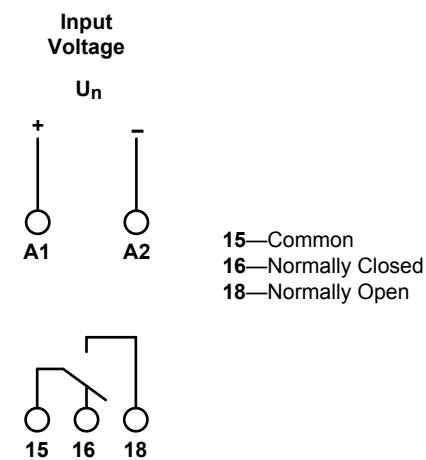 Input
Voltage
Un
+ –
A1 A2
15—Common
16—Normally Closed
18—Normally Open
15 16 18